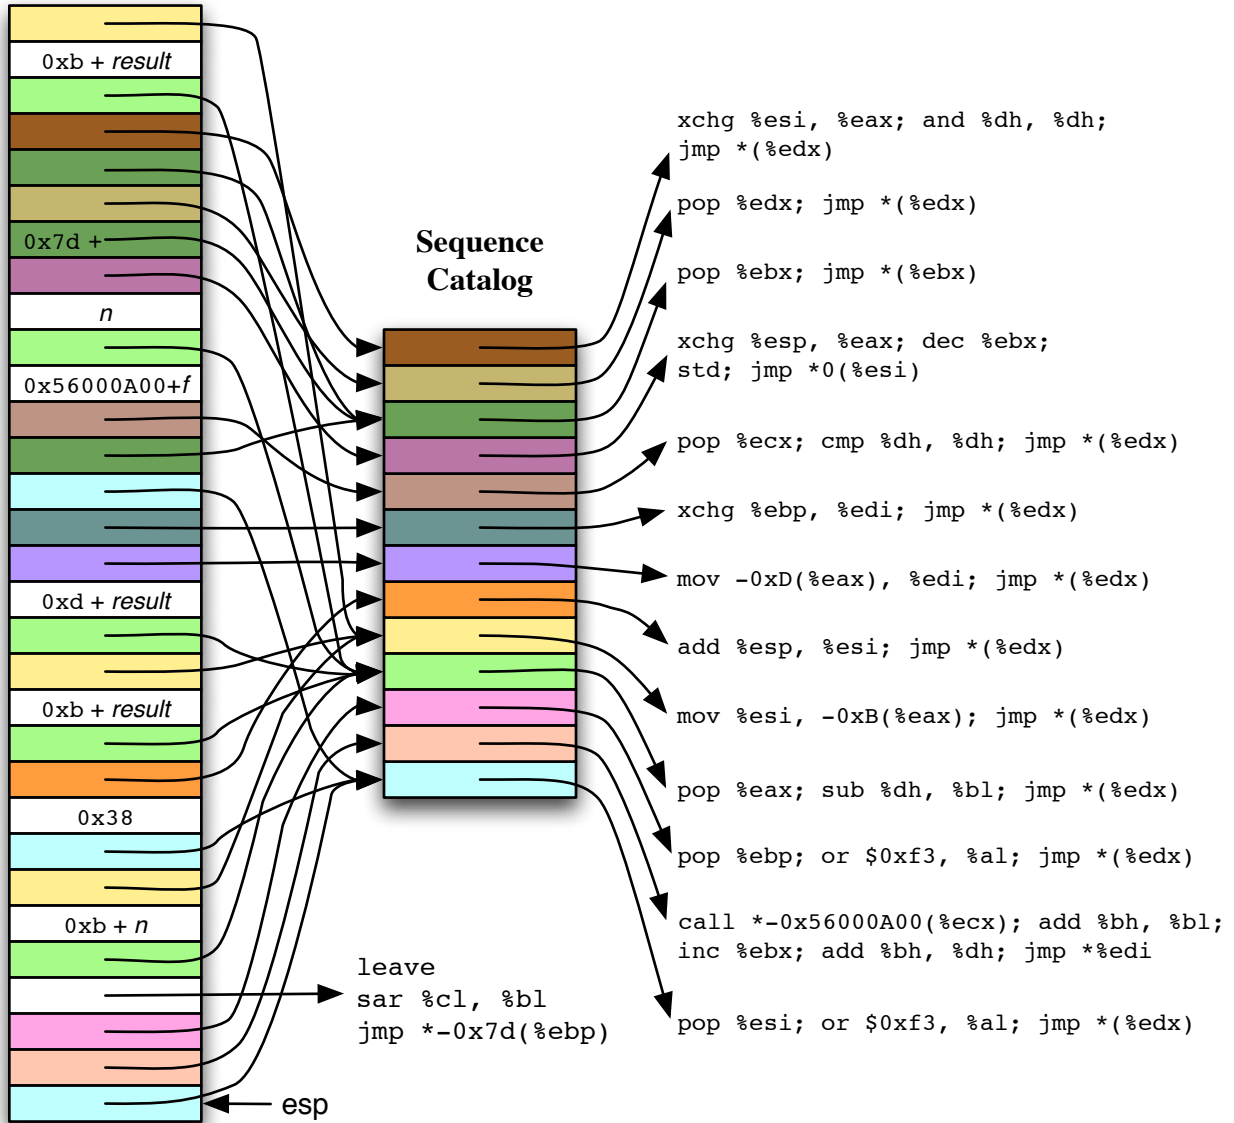 0xb + result
0x7d +
n
0x56000A00+f
0xd + result
0xb + result
0x38
0xb + n
leave
sar %cl, %bl
jmp *-0x7d(%ebp)
esp
Sequence
Catalog
xchg %esi, %eax; and %dh, %dh;
jmp *(%edx)
pop %edx; jmp *(%edx)
pop %ebx; jmp *(%ebx)
xchg %esp, %eax; dec %ebx;
std; jmp *0(%esi)
pop %ecx; cmp %dh, %dh; jmp *(%edx)
xchg %ebp, %edi; jmp *(%edx)
mov -0xD(%eax), %edi; jmp *(%edx)
add %esp, %esi; jmp *(%edx)
mov %esi, -0xB(%eax); jmp *(%edx)
pop %eax; sub %dh, %bl; jmp *(%edx)
pop %ebp; or $0xf3, %al; jmp *(%edx)
call *-0x56000A00(%ecx); add %bh, %bl;
inc %ebx; add %bh, %dh; jmp *%edi
pop %esi; or $0xf3, %al; jmp *(%edx)